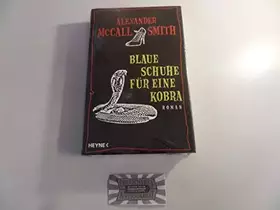 ALEXANDER
McCALL SMITH
BLAUE
SCHUHE
FÜR EINE
KOBRA
ROMAN
HEYNE <